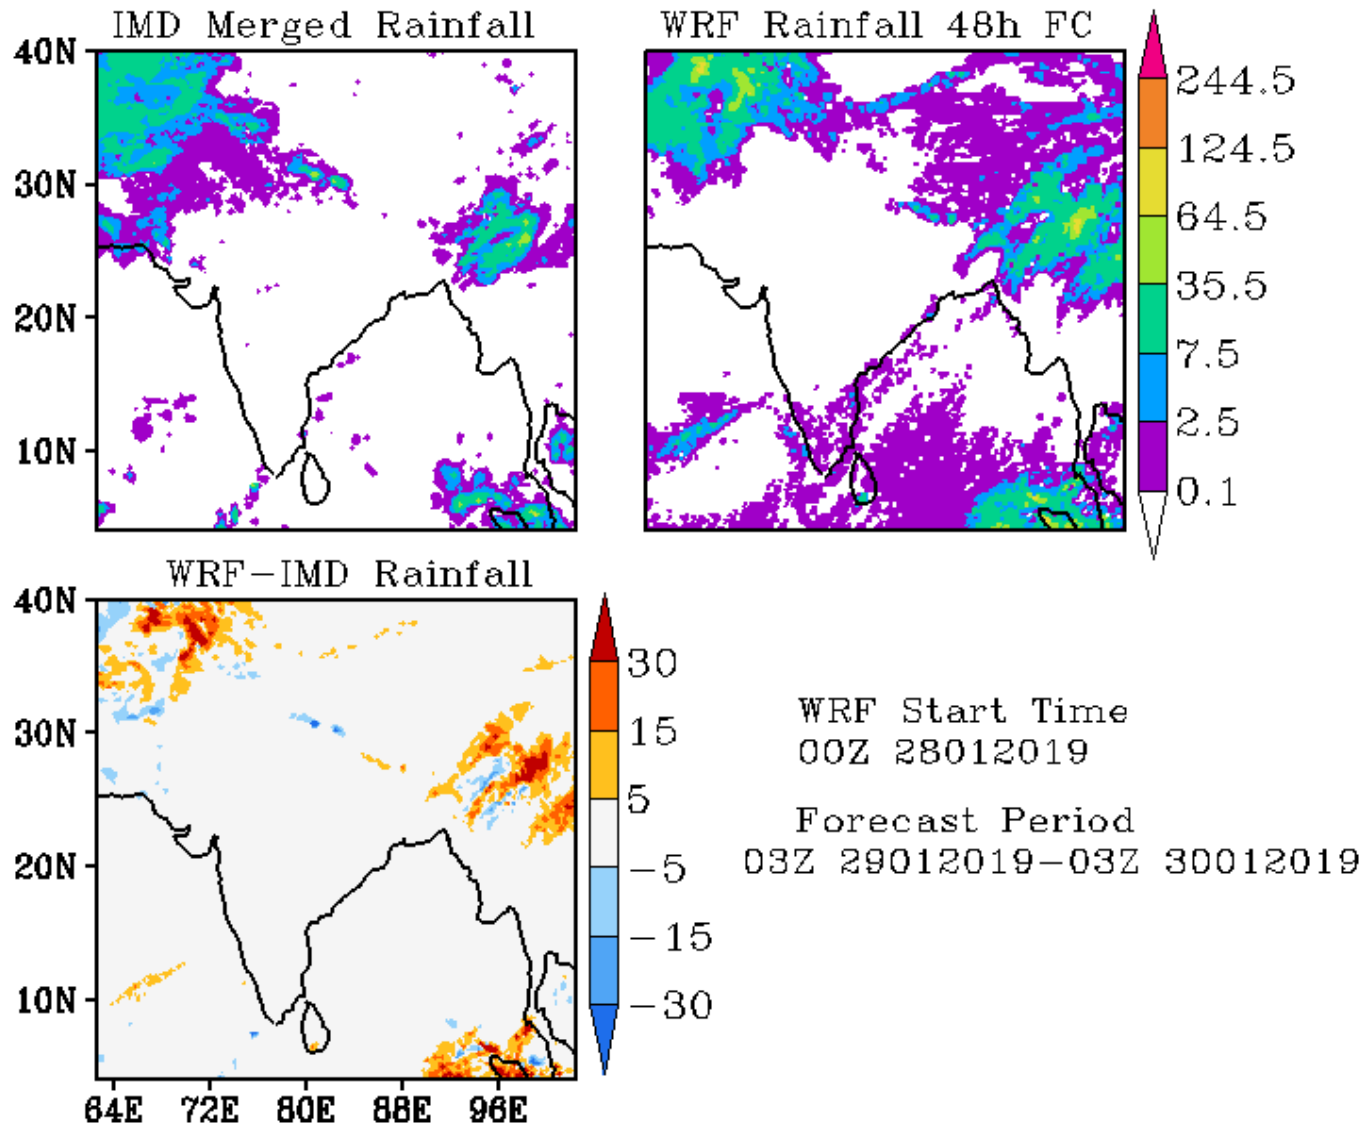 IMD Merged Rainfall
WRF Rainfall 48h FC
40N
30N
20N
10N
244.5
124.5
64.5
35.5
7.5
2.5
0.1
WRF-IMD Rainfall
40N
30N
20N
10N
64E 72E 80E 88E 96E
30
15
5
-5
-15
-30
WRF Start Time
00Z 28012019
Forecast Period
03Z 29012019-03Z 30012019